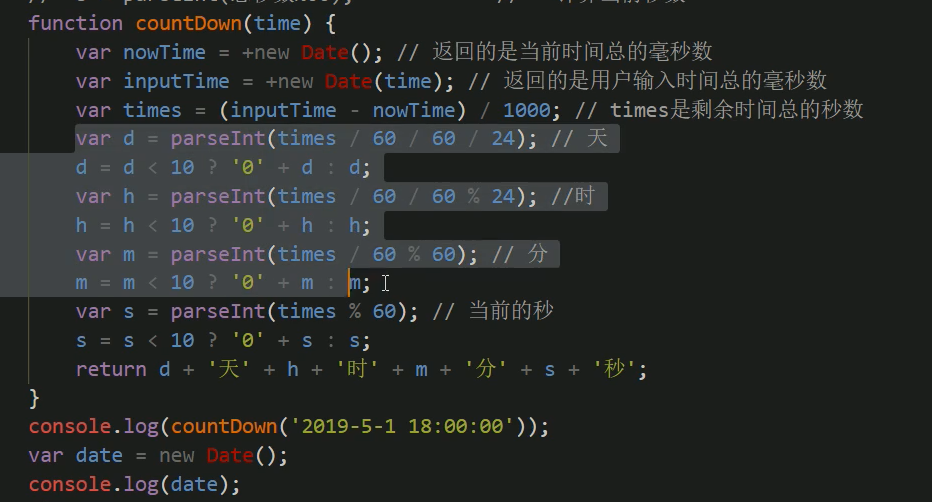 function countDown(time) {
var nowTime = +new Date(); // 返回的是当前时间总的毫秒数
var inputTime = +new Date(time); // 返回的是用户输入时间总的毫秒数
var times = (inputTime - nowTime) / 1000; // times是剩余时间总的秒数
var d = parseInt(times / 60 / 60 / 24); // 天
d = d < 10 ? '0' + d : d;
var h = parseInt(times / 60 / 60 % 24); //时
h = h < 10 ? '0' + h : h;
var m = parseInt(times / 60 % 60); // 分
m = m < 10 ? '0' + m : m;
var s = parseInt(times % 60); // 当前的秒
s = s < 10 ? '0' + s : s;
return d + '天' + h + '时' + m + '分' + s + '秒';
}
console.log(countDown('2019-5-1 18:00:00'));
var date = new Date();
console.log(date);